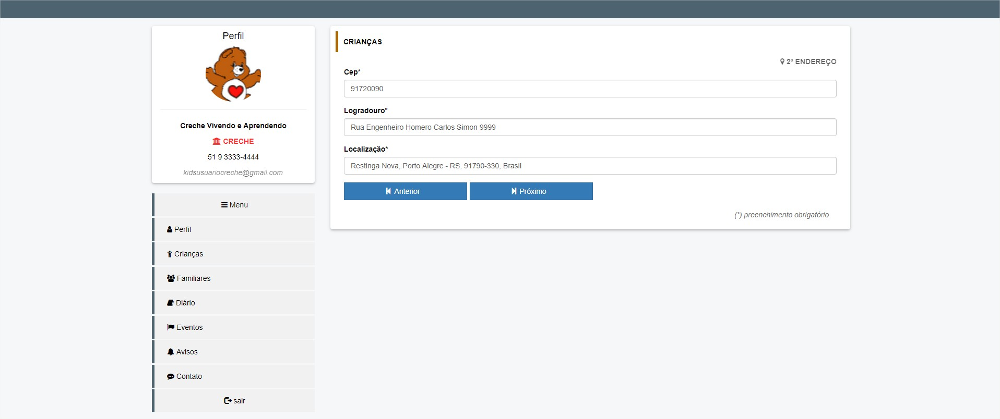 Perfil
Creche Vivendo e Aprendendo
CRECHE
51 9 3333-4444
kidsusuariocreche@gmail.com
Menu
Perfil
Crianças
Familiares
Diário
Eventos
Avisos
Contato
sair
CRIANÇAS
2º ENDEREÇO
Cep*
91720090
Logradouro*
Rua Engenheiro Homero Carlos Simon 9999
Localização*
Restinga Nova, Porto Alegre - RS, 91790-330, Brasil
Anterior Próximo
(*) preenchimento obrigatório